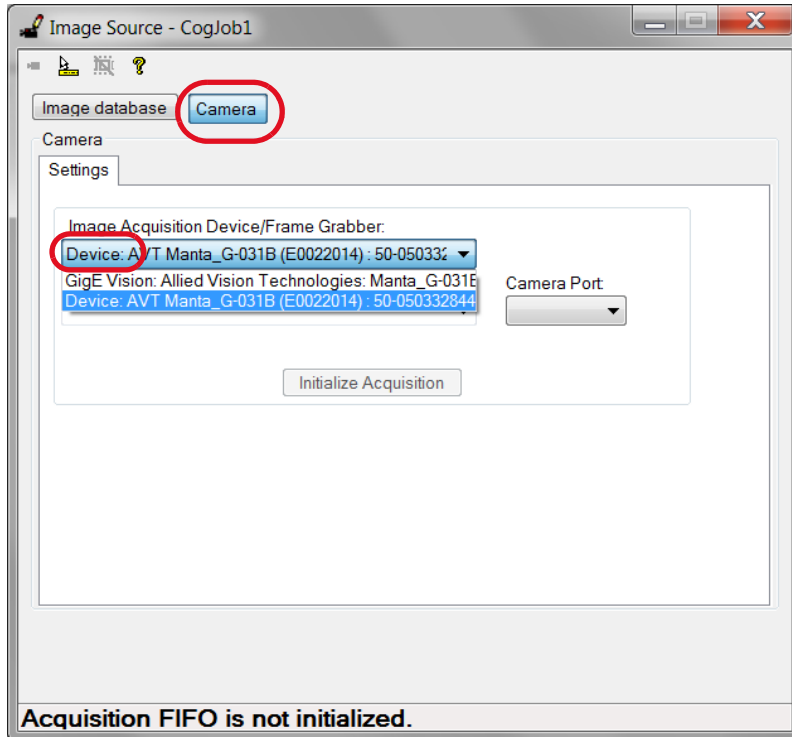 Image Source - CogJob1
Image database Camera
Camera
Settings
Image Acquisition Device/Frame Grabber:
Device: AVT Manta_G-031B (E0022014) : 50-050332
GigE Vision: Allied Vision Technologies: Manta_G-031B
Camera Port:
Device: AVT Manta_G-031B (E0022014) : 50-050332844
Initialize Acquisition
Acquisition FIFO is not initialized.